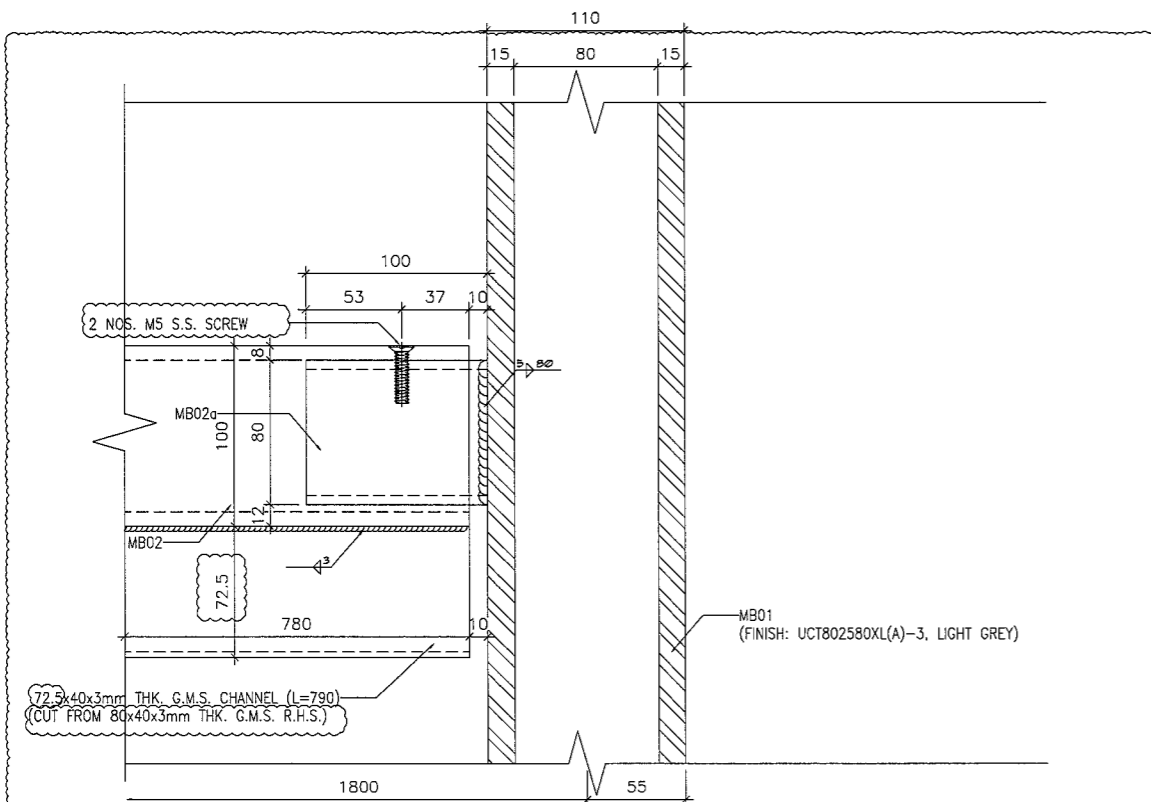 110
15 80 15
100
53 37 10
2 NOS. M5 S.S. SCREW
8
5 80
MB02a
100
80
12
MB02
3
72.5
780 10
MB01
(FINISH: UCT802580XL(A)-3, LIGHT GREY)
72.5x40x3mm THK. G.M.S. CHANNEL (L=790)
(CUT FROM 80x40x3mm THK. G.M.S. R.H.S.)
1800 55